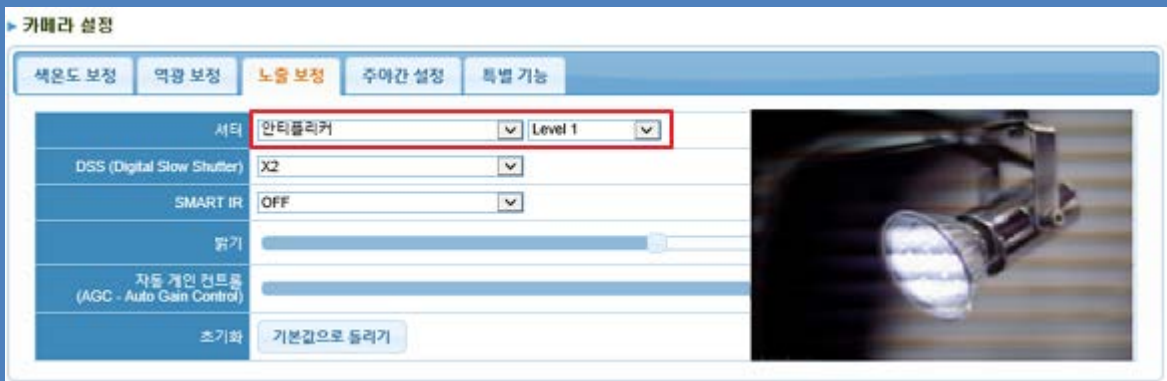 카메라 설정
색온도 보정 역광 보정 노출 보정 주야간 설정 특별 기능
셔터 안티플리커 Level 1
DSS (Digital Slow Shutter) X2
SMART IR OFF
밝기
자동 게인 컨트롤
(AGC - Auto Gain Control)
초기화 기본값으로 돌리기